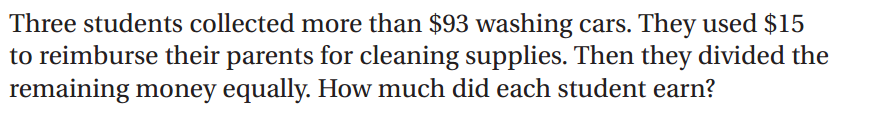 Three students collected more than $93 washing cars. They used $15
to reimburse their parents for cleaning supplies. Then they divided the
remaining money equally. How much did each student earn?